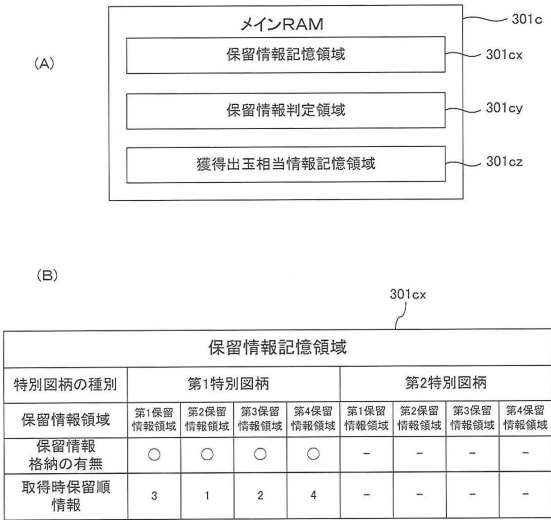 (A)
メインRAM
301c
保留情報記憶領域
301cx
保留情報判定領域
301cy
獲得出玉相当情報記憶領域
301cz
(B)
301cx
保留情報記憶領域
特別図柄の種別 第1特別図柄 第2特別図柄
保留情報領域 第1保留情報領域 第2保留情報領域 第3保留情報領域 第4保留情報領域 第1保留情報領域 第2保留情報領域 第3保留情報領域 第4保留情報領域
保留情報格納の有無 ○ ○ ○ ○ - - - -
取得時保留順情報 3 1 2 4 - - - -